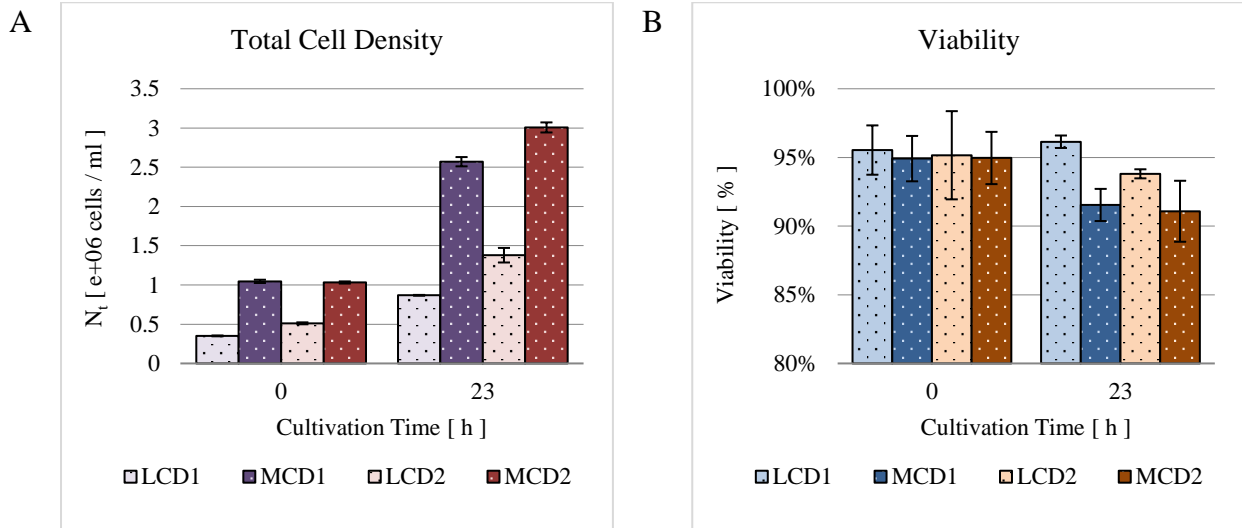 A
Total Cell Density
N_t [ e+06 cells / ml ]
3.5
3
2.5
2
1.5
1
0.5
0
0 23
Cultivation Time [ h ]
LCD1 MCD1 LCD2 MCD2
B
Viability
Viability [ % ]
100%
95%
90%
85%
80%
0 23
Cultivation Time [ h ]
LCD1 MCD1 LCD2 MCD2